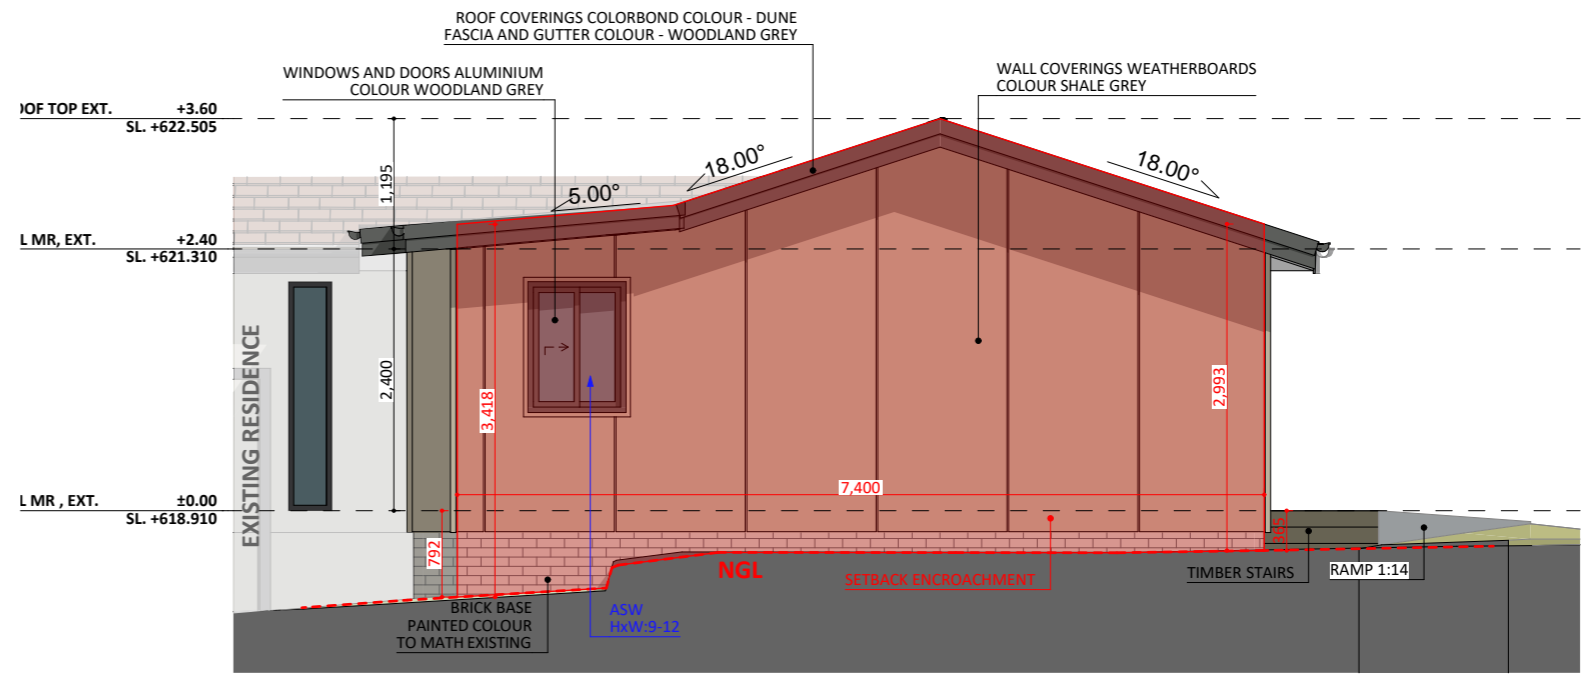 ROOF COVERINGS COLORBOND COLOUR - DUNE
FASCIA AND GUTTER COLOUR - WOODLAND GREY
WINDOWS AND DOORS ALUMINIUM
COLOUR WOODLAND GREY
WALL COVERINGS WEATHERBOARDS
COLOUR SHALE GREY
OOF TOP EXT. +3.60
SL. +622.505
18.00°
18.00°
5.00°
1,195
L MR, EXT. +2.40
SL. +621.310
EXISTING RESIDENCE
2,400
3,418
2,993
7,400
L MR , EXT. ±0.00
SL. +618.910
792
365
NGL
SETBACK ENCROACHMENT
TIMBER STAIRS
RAMP 1:14
BRICK BASE
PAINTED COLOUR
TO MATH EXISTING
ASW
HxW:9-12